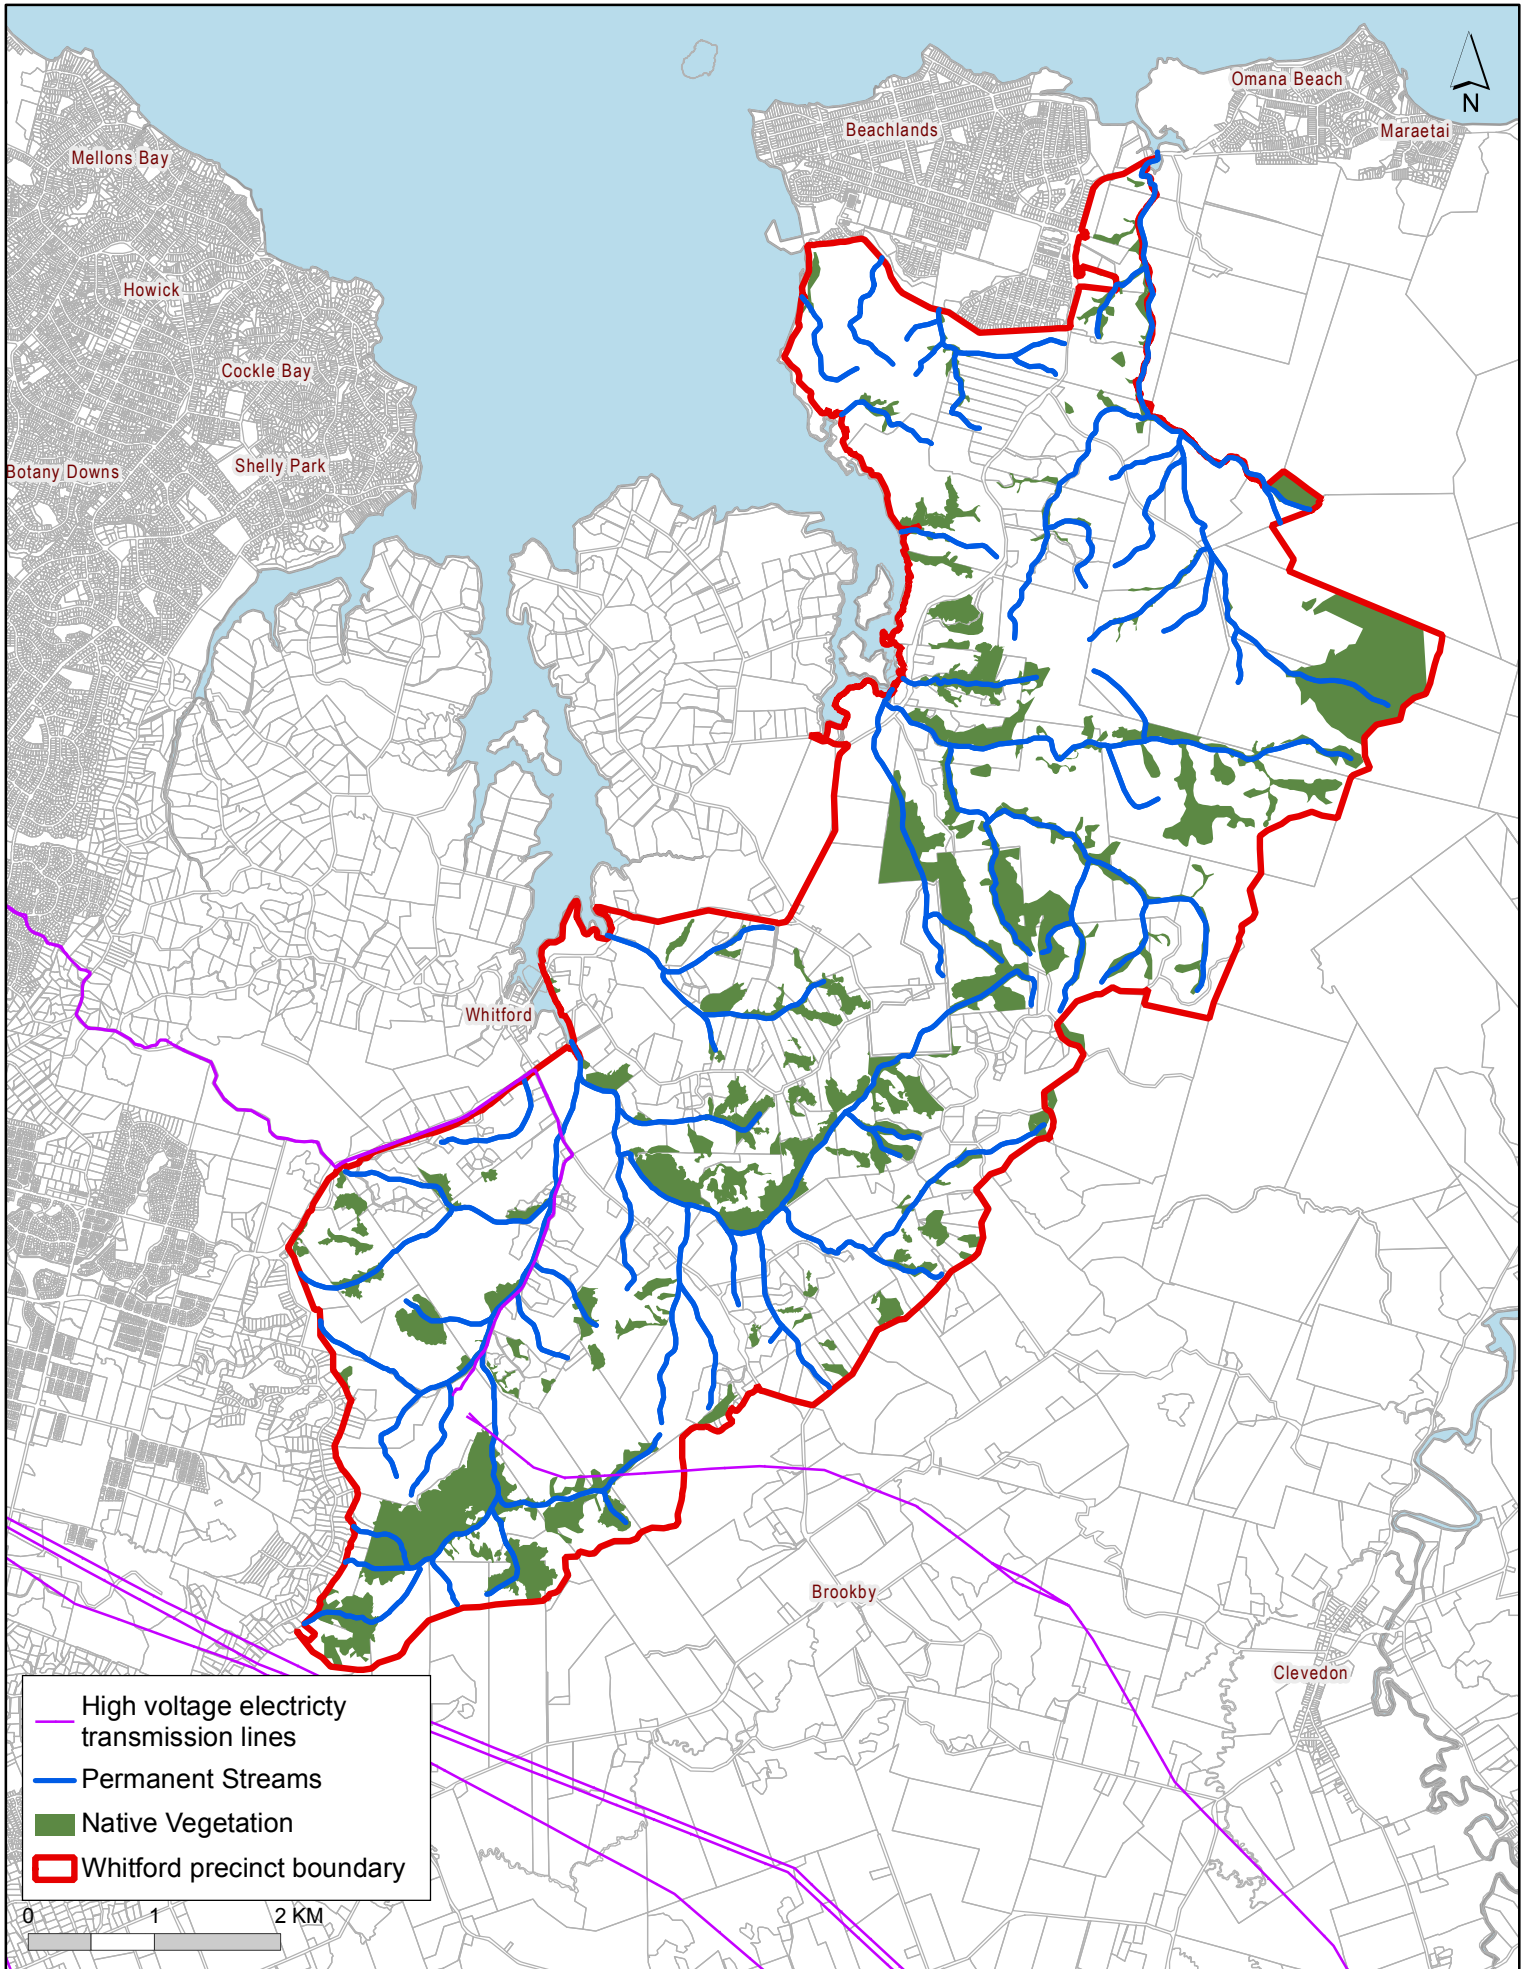 Omana Beach
N
Beachlands
Maraetai
Mellons Bay
Howick
Cockle Bay
Shelly Park
Botany Downs
Whitford
Brookby
Clevedon
High voltage electricty
transmission lines
Permanent Streams
Native Vegetation
Whitford precinct boundary
0 1 2 KM